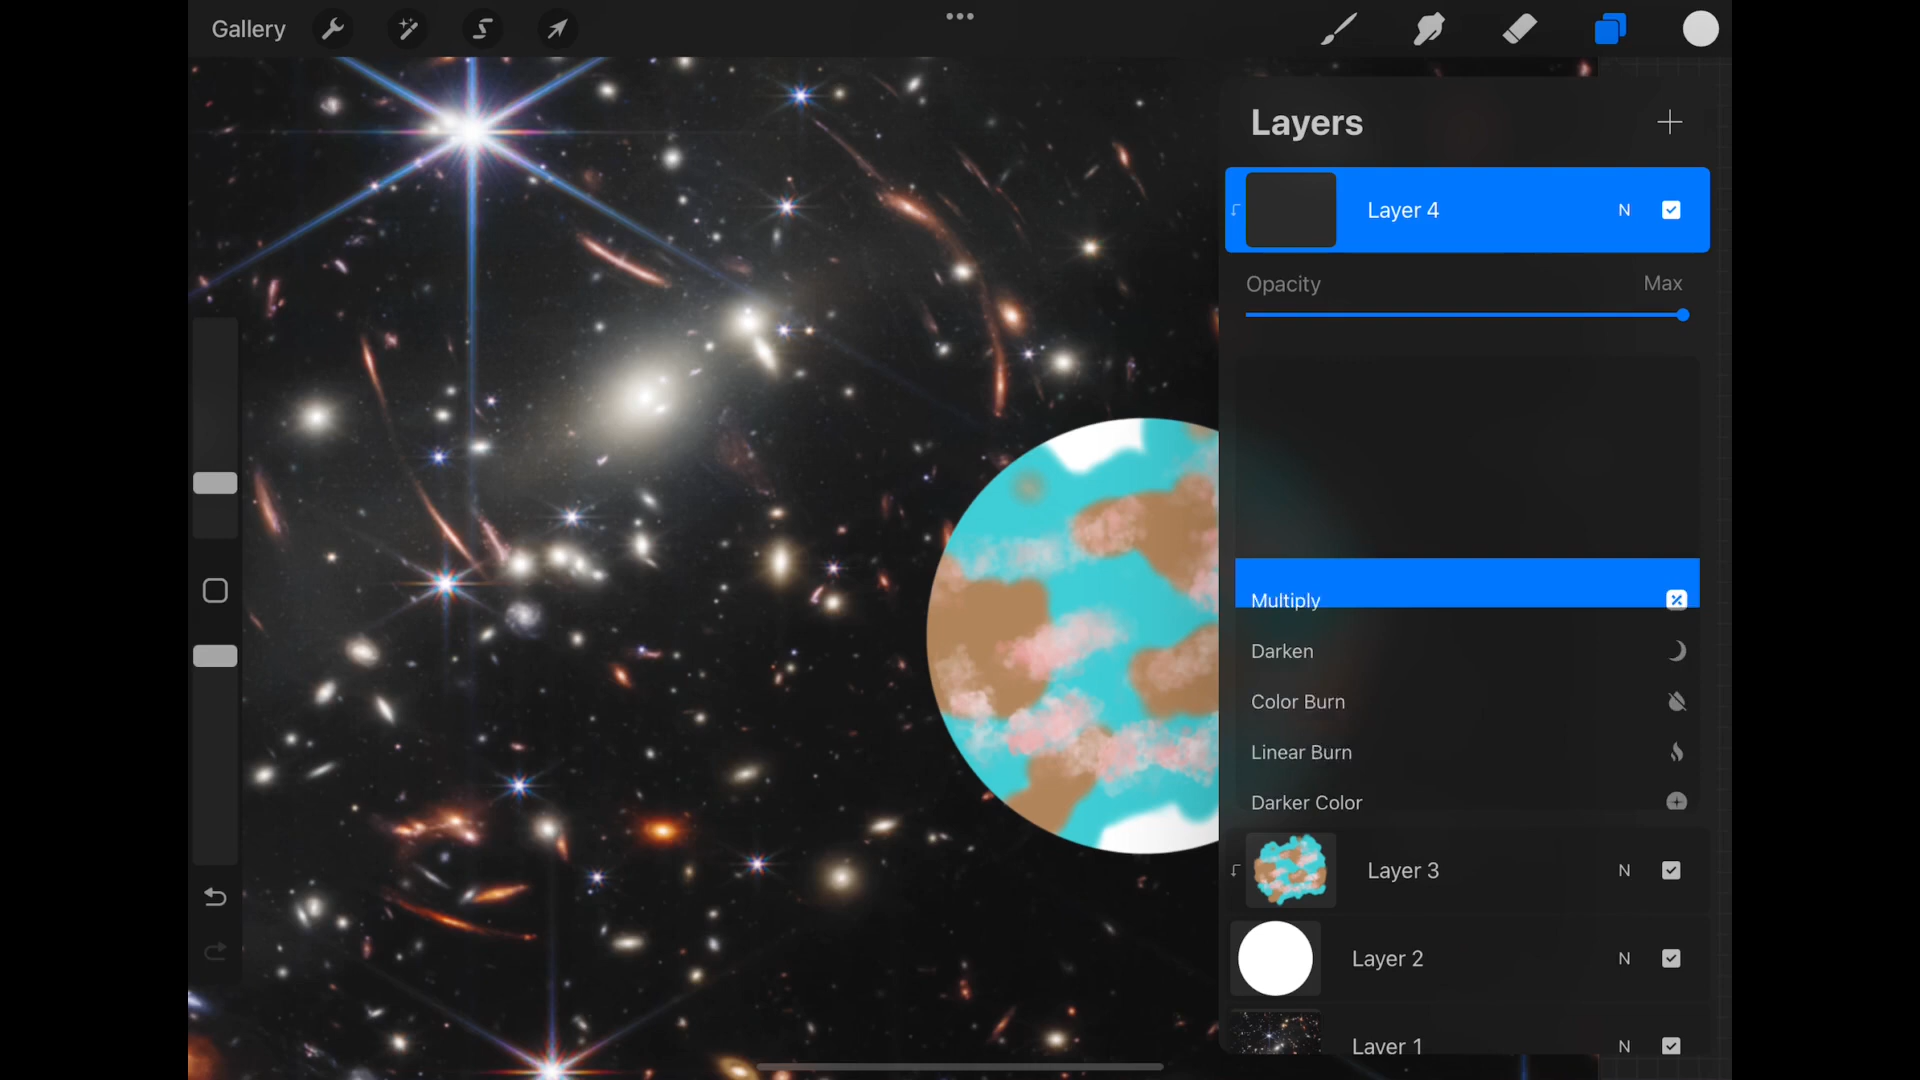 Gallery
Layers
Layer 4 N
Opacity Max
Multiply
Darken
Color Burn
Linear Burn
Darker Color
Layer 3 N
Layer 2 N
Layer 1 N